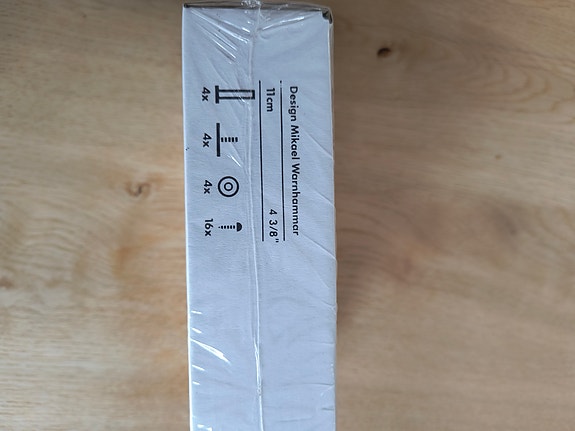 Design Mikael Warnhammar
11cm 4 3/8"
4x 4x 4x 16x